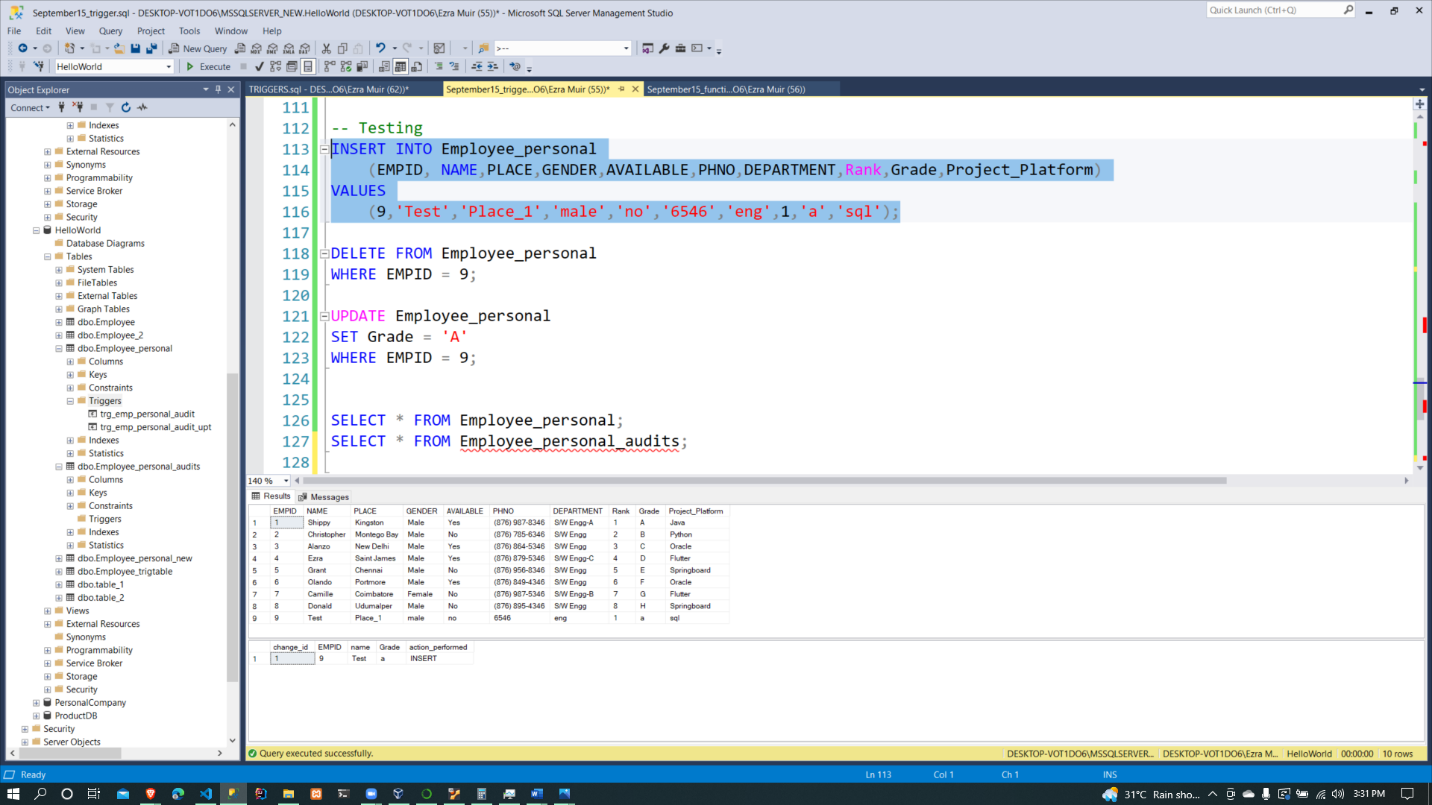 September15_trigger.sql - DESKTOP-VOT1DO6\MSSQLSERVER_NEW.HelloWorld (DESKTOP-VOT1DO6\Ezra Muir (55))* - Microsoft SQL Server Management Studio
Quick Launch (Ctrl+Q)
File Edit View Query Project Tools Window Help
New Query
>--
HelloWorld
Execute
Object Explorer
TRIGGERS.sql - DES...O6\Ezra Muir (62))*
September15_trigge...O6\Ezra Muir (55))*
September15_functi...O6\Ezra Muir (56))
Connect
Indexes
Statistics
External Resources
Synonyms
Programmability
Service Broker
Storage
Security
HelloWorld
Database Diagrams
Tables
System Tables
FileTables
External Tables
Graph Tables
dbo.Employee
dbo.Employee_2
dbo.Employee_personal
Columns
Keys
Constraints
Triggers
trg_emp_personal_audit
trg_emp_personal_audit_upt
Indexes
Statistics
dbo.Employee_personal_audits
Columns
Keys
Constraints
Triggers
Indexes
Statistics
dbo.Employee_personal_new
dbo.Employee_trigtable
dbo.table_1
dbo.table_2
Views
External Resources
Synonyms
Programmability
Service Broker
Storage
Security
PersonalCompany
ProductDB
Security
Server Objects
111
112 -- Testing
113 INSERT INTO Employee_personal
114 (EMPID, NAME,PLACE,GENDER,AVAILABLE,PHNO,DEPARTMENT,Rank,Grade,Project_Platform)
115 VALUES
116 (9,'Test','Place_1','male','no','6546','eng',1,'a','sql');
117
118 DELETE FROM Employee_personal
119 WHERE EMPID = 9;
120
121 UPDATE Employee_personal
122 SET Grade = 'A'
123 WHERE EMPID = 9;
124
125
126 SELECT * FROM Employee_personal;
127 SELECT * FROM Employee_personal_audits;
128
140 %
Results Messages
EMPID NAME PLACE GENDER AVAILABLE PHNO DEPARTMENT Rank Grade Project_Platform
1 1 Shippy Kingston Male Yes (876) 987-8346 S/W Engg-A 1 A Java
2 2 Christopher Montego Bay Male No (876) 785-6346 S/W Engg 2 B Python
3 3 Alanzo New Delhi Male Yes (876) 864-5346 S/W Engg 3 C Oracle
4 4 Ezra Saint James Male Yes (876) 879-5346 S/W Engg-C 4 D Flutter
5 5 Grant Chennai Male No (876) 956-8346 S/W Engg 5 E Springboard
6 6 Olando Portmore Male Yes (876) 849-4346 S/W Engg 6 F Oracle
7 7 Camille Coimbatore Female No (876) 987-5346 S/W Engg-B 7 G Flutter
8 8 Donald Udumalper Male No (876) 895-4346 S/W Engg 8 H Springboard
9 9 Test Place_1 male no 6546 eng 1 a sql
change_id EMPID name Grade action_performed
1 1 9 Test a INSERT
Query executed successfully.
DESKTOP-VOT1DO6\MSSQLSERVER... DESKTOP-VOT1DO6\Ezra M... HelloWorld 00:00:00 10 rows
Ready
Ln 113 Col 1 Ch 1 INS
31°C Rain sho... 3:31 PM